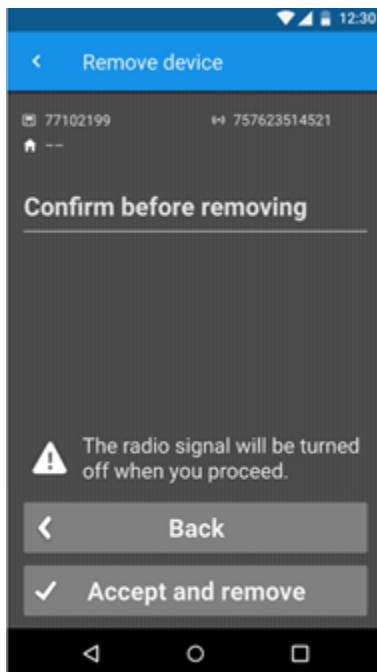 12:30
Remove device
77102199 757623514521
--
Confirm before removing
The radio signal will be turned
off when you proceed.
Back
Accept and remove